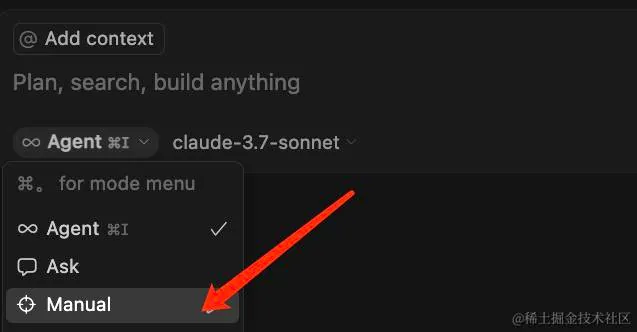 @ Add context
Plan, search, build anything
∞ Agent ⌘I
claude-3.7-sonnet
⌘。 for mode menu
∞ Agent ⌘I
Ask
Manual
@稀土掘金技术社区